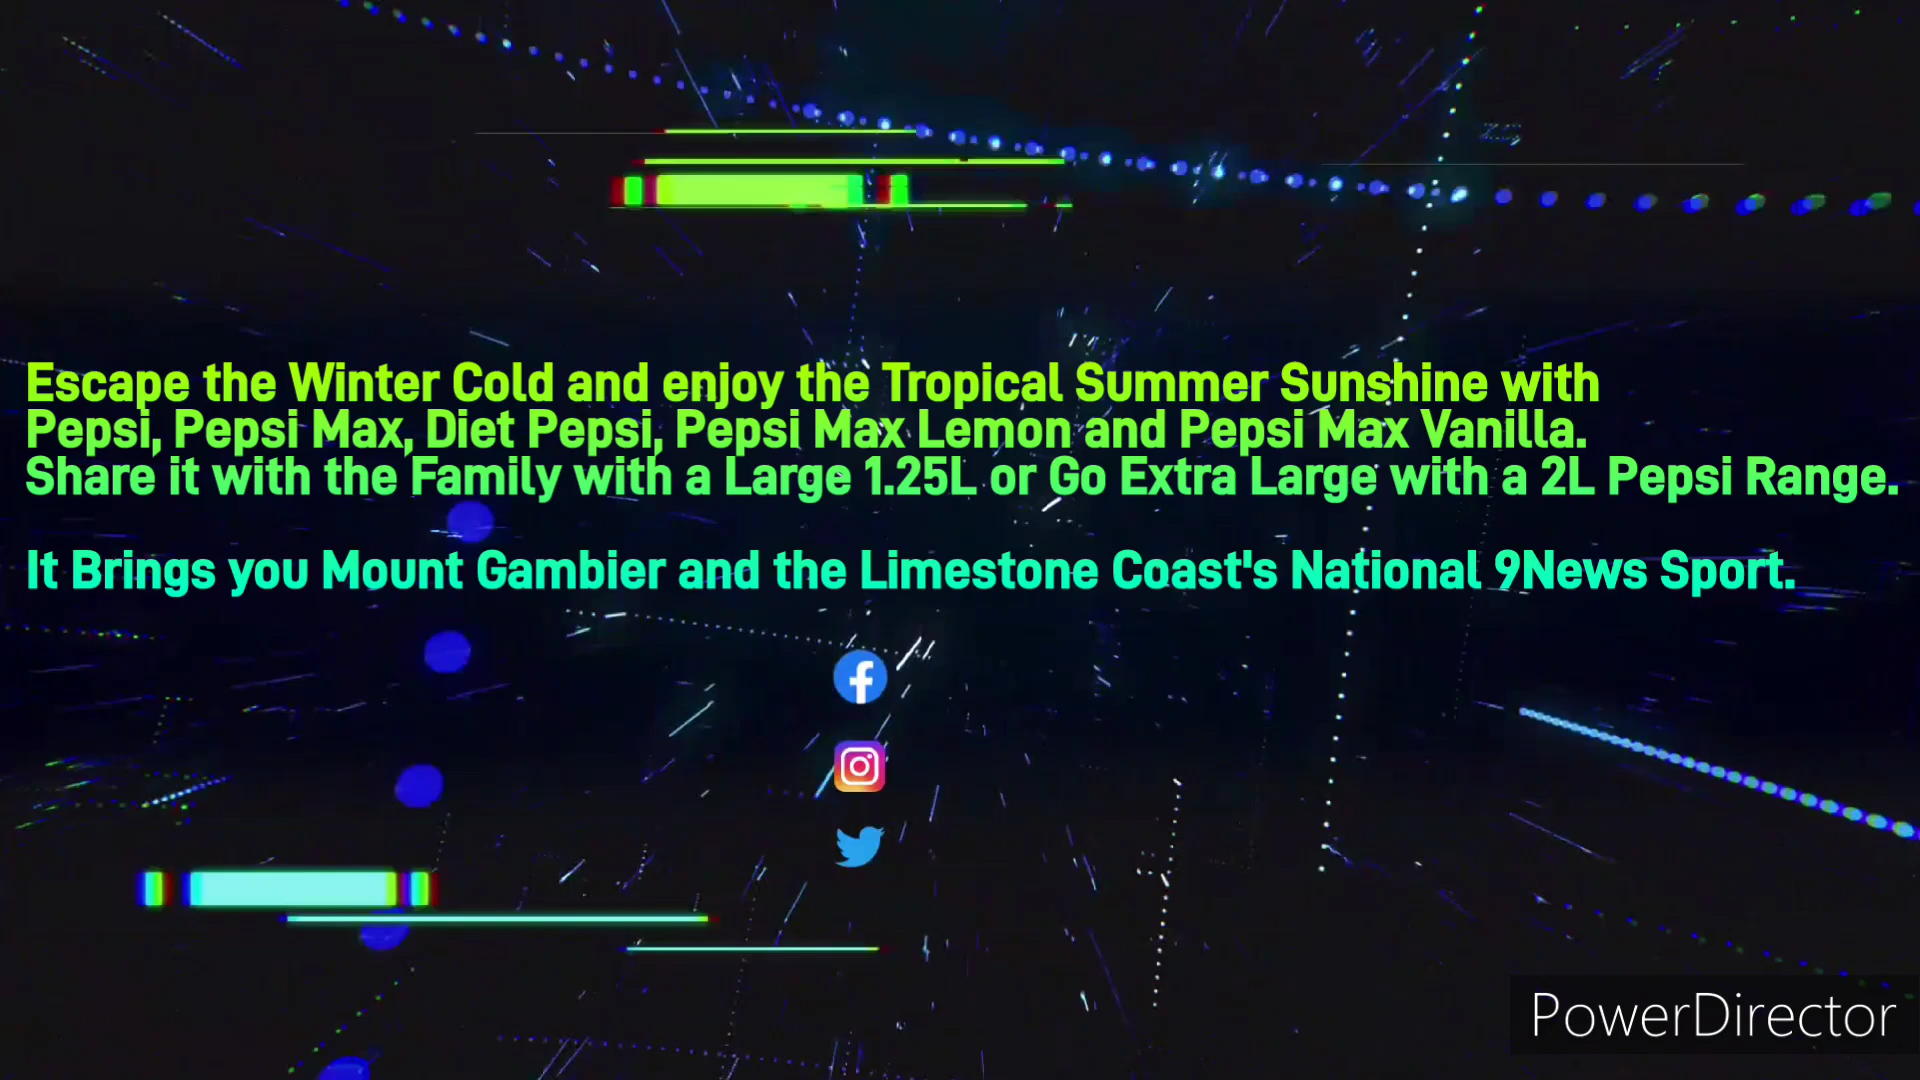 Escape the Winter Cold and enjoy the Tropical Summer Sunshine with
Pepsi, Pepsi Max, Diet Pepsi, Pepsi Max Lemon and Pepsi Max Vanilla.
Share it with the Family with a Large 1.25L or Go Extra Large with a 2L Pepsi Range.
It Brings you Mount Gambier and the Limestone Coast's National 9News Sport.
PowerDirector